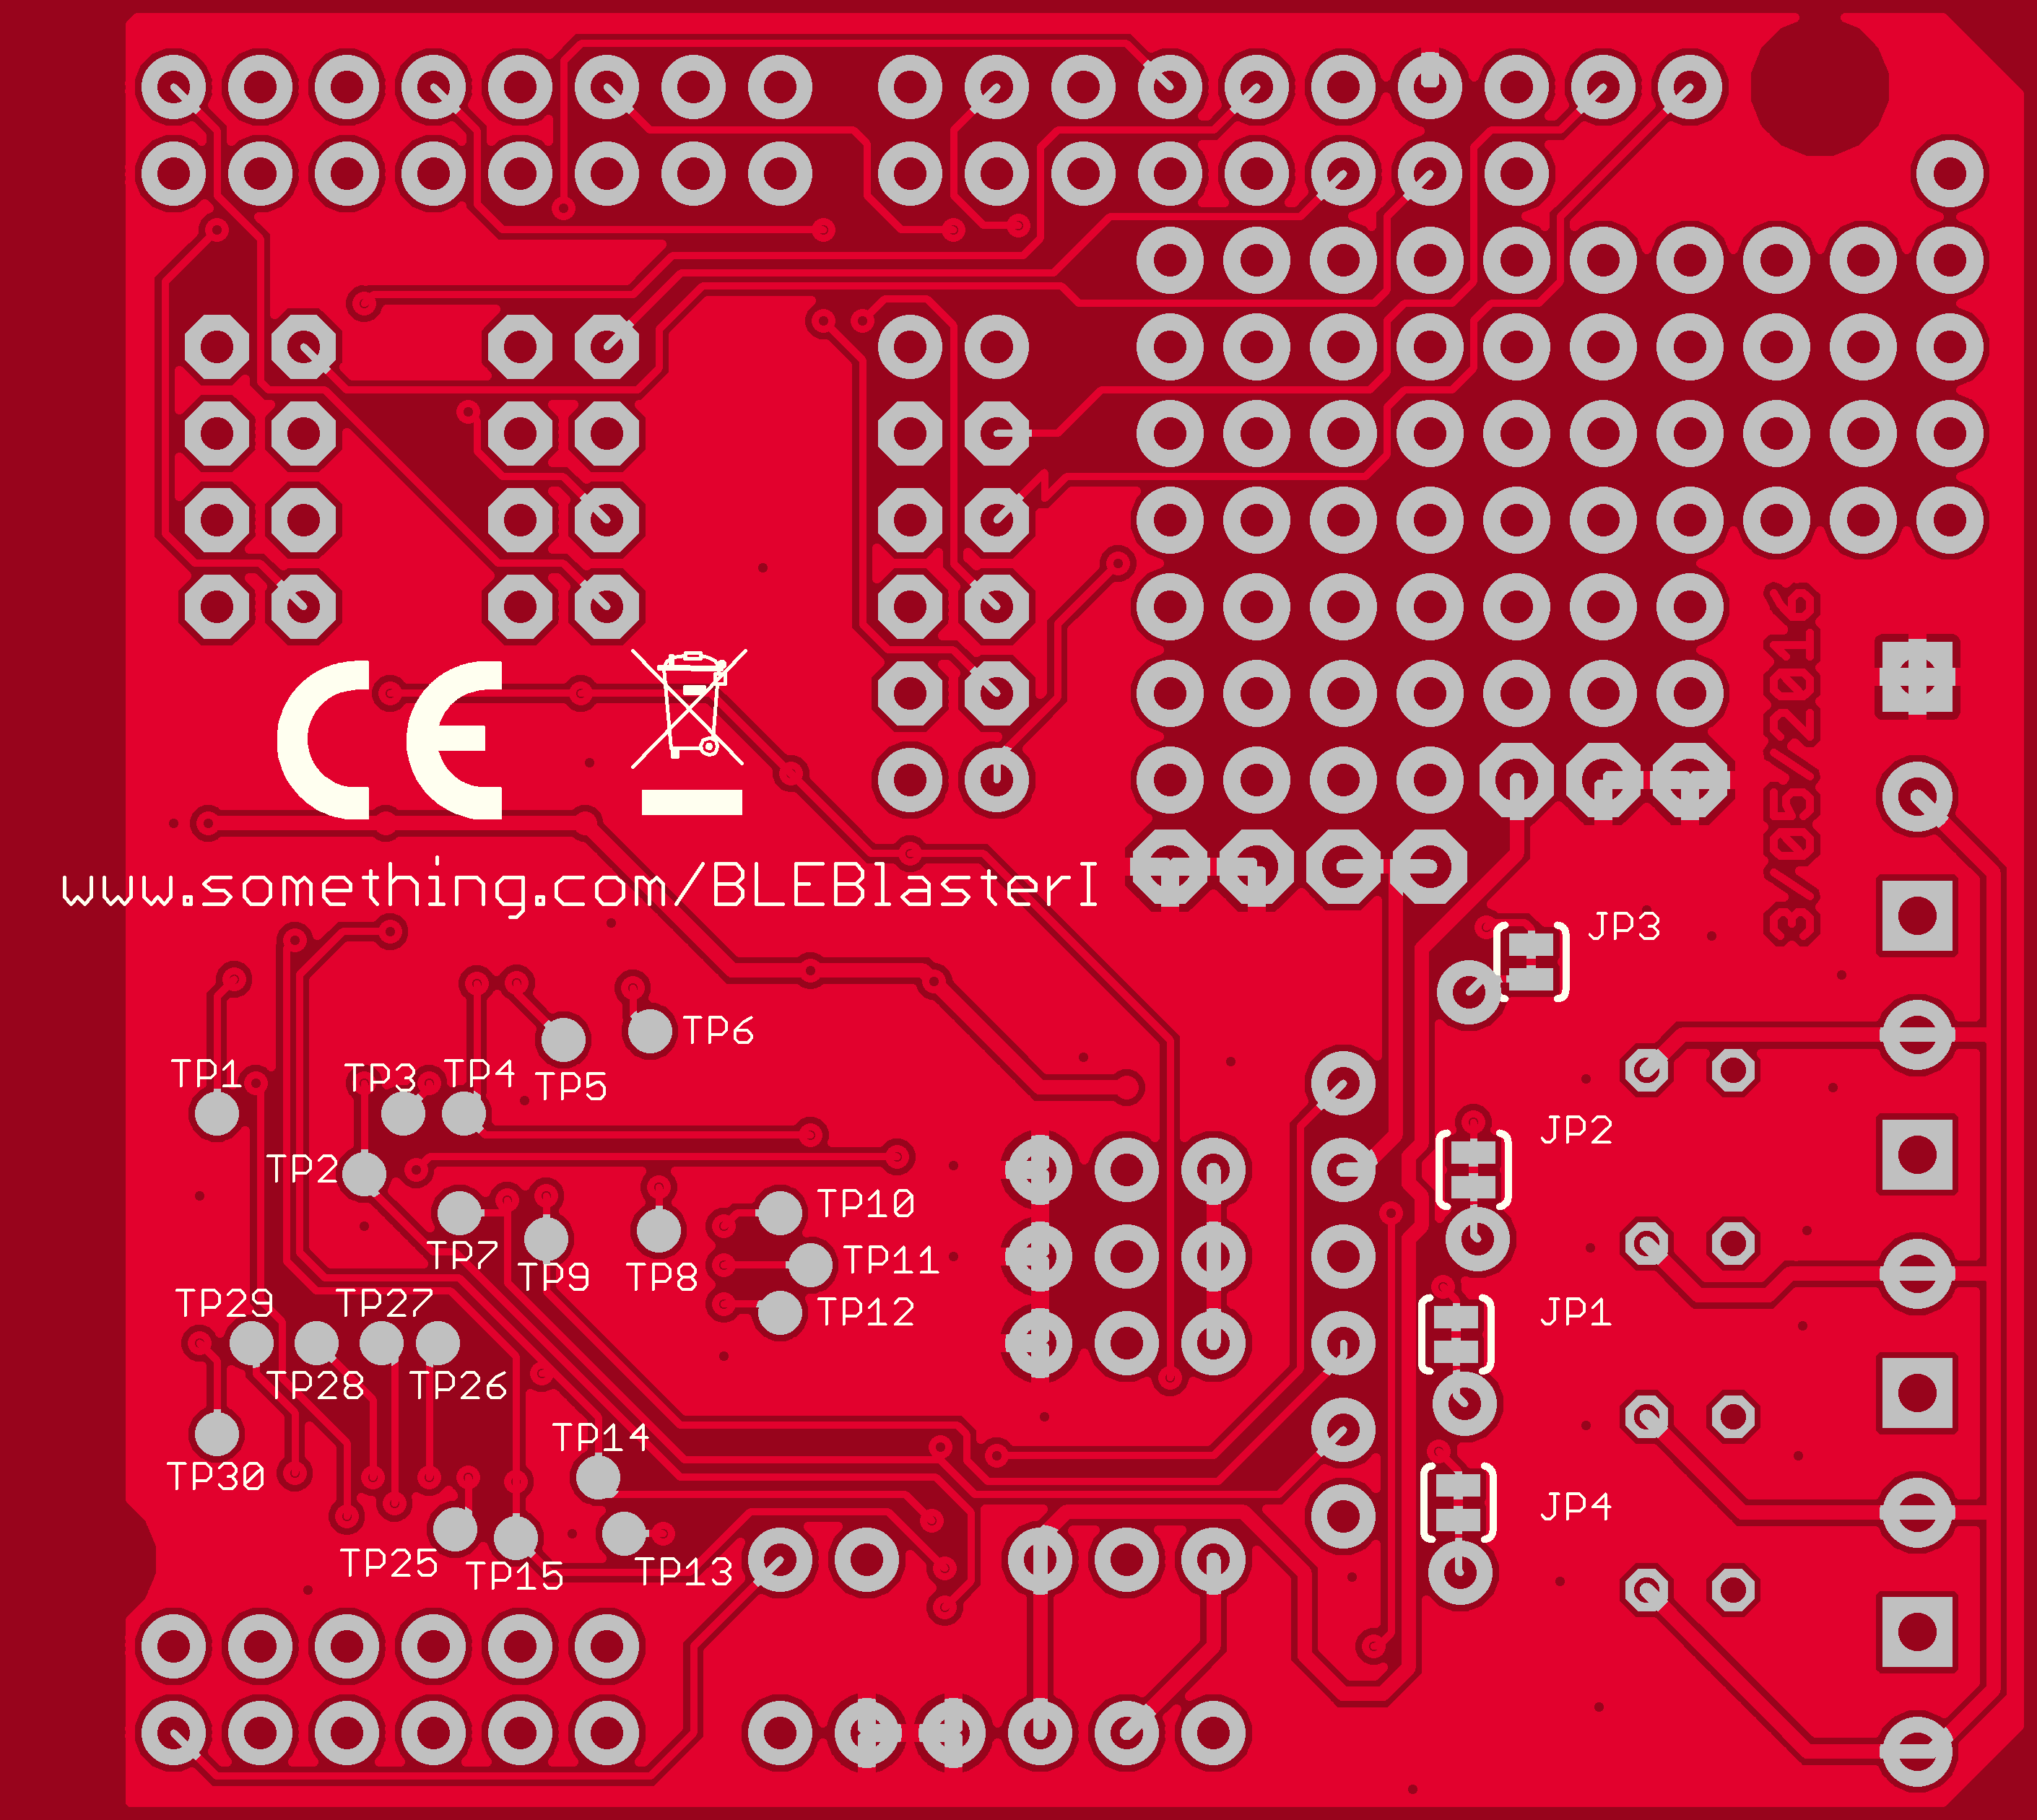 3/05/2016
CE
www.something.com/BLEBlasterI
JP3
TP6
TP1
TP3
TP4
TP5
JP2
TP2
TP10
TP7
TP11
TP9
TP8
TP29
TP27
TP12
JP1
TP28
TP26
TP14
TP30
JP4
TP25
TP15
TP13